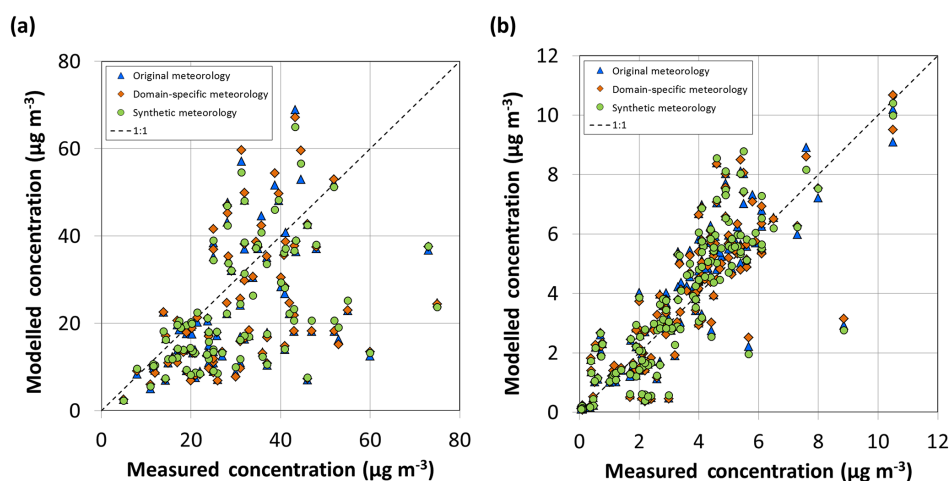 (a)
80
60
40
20
0
0 20 40 60 80
Modelled concentration (µg m⁻³)
Measured concentration (µg m⁻³)
Original meteorology
Domain-specific meteorology
Synthetic meteorology
1:1
(b)
12
10
8
6
4
2
0
0 2 4 6 8 10 12
Modelled concentration (µg m⁻³)
Measured concentration (µg m⁻³)
Original meteorology
Domain-specific meteorology
Synthetic meteorology
1:1